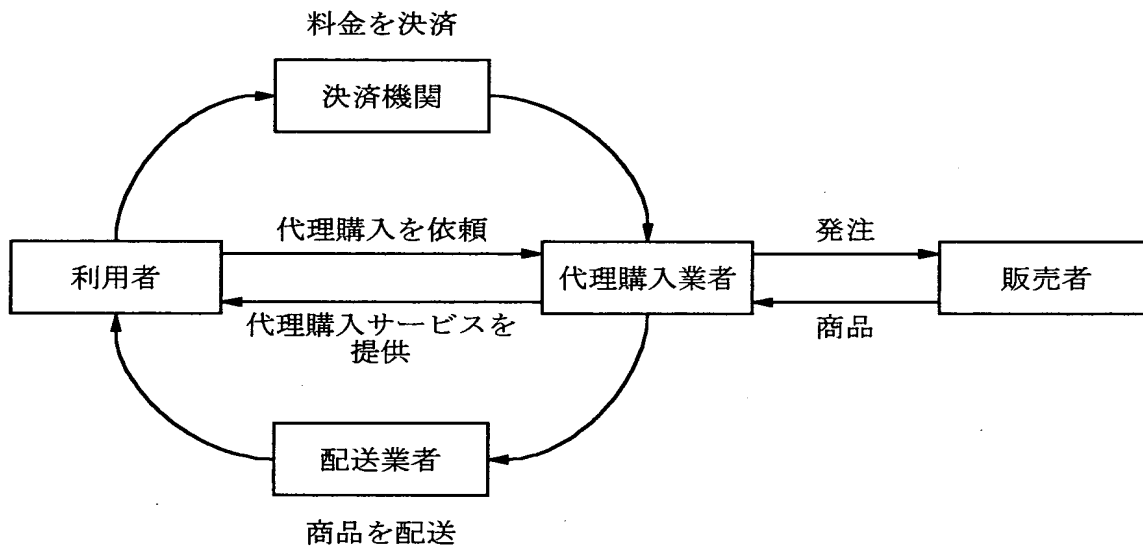 料金を決済
決済機関
代理購入を依頼
発注
利用者
代理購入業者
販売者
代理購入サービスを
提供
商品
配送業者
商品を配送